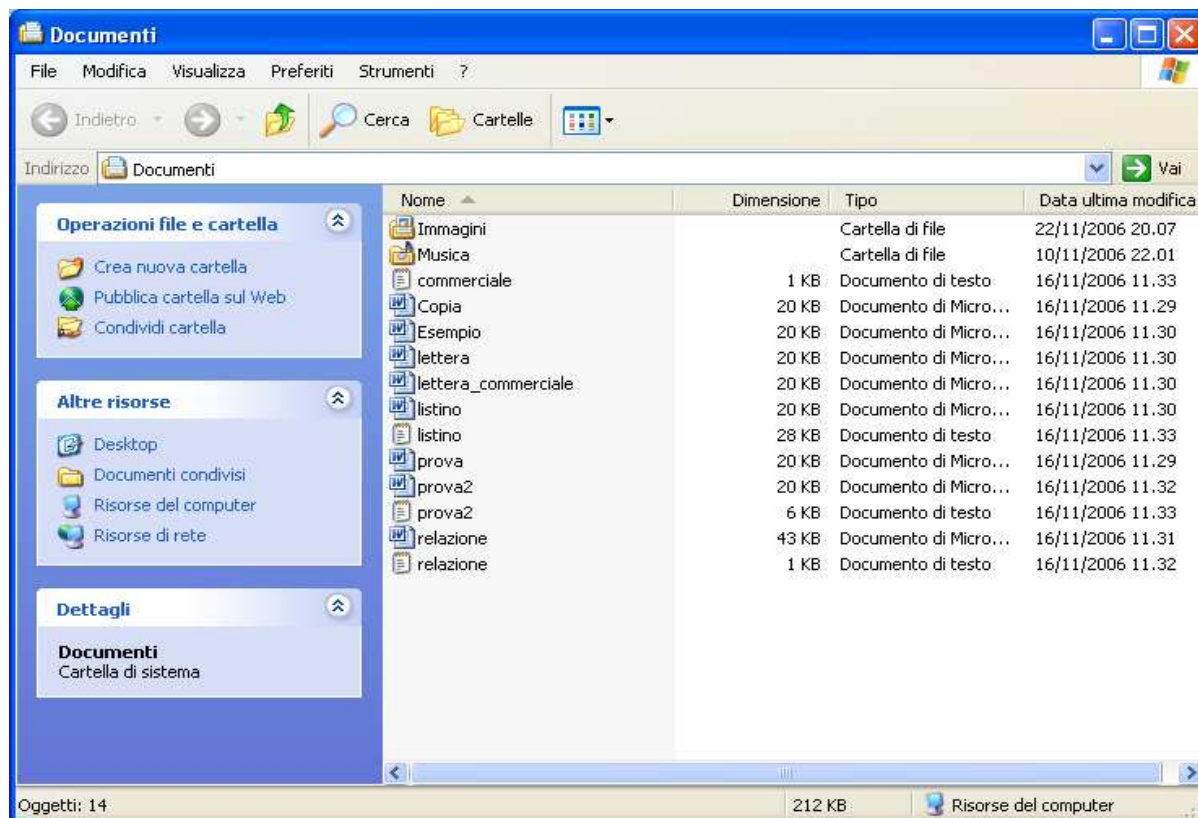 Documenti
File Modifica Visualizza Preferiti Strumenti ?
Indietro Cerca Cartelle
Indirizzo Documenti Vai
Operazioni file e cartella
Crea nuova cartella
Pubblica cartella sul Web
Condividi cartella
Altre risorse
Desktop
Documenti condivisi
Risorse del computer
Risorse di rete
Dettagli
Documenti
Cartella di sistema
Nome Dimensione Tipo Data ultima modifica
Immagini Cartella di file 22/11/2006 20.07
Musica Cartella di file 10/11/2006 22.01
commerciale 1 KB Documento di testo 16/11/2006 11.33
Copia 20 KB Documento di Micro... 16/11/2006 11.29
Esempio 20 KB Documento di Micro... 16/11/2006 11.30
lettera 20 KB Documento di Micro... 16/11/2006 11.30
lettera_commerciale 20 KB Documento di Micro... 16/11/2006 11.30
listino 20 KB Documento di Micro... 16/11/2006 11.30
listino 28 KB Documento di testo 16/11/2006 11.33
prova 20 KB Documento di Micro... 16/11/2006 11.29
prova2 20 KB Documento di Micro... 16/11/2006 11.32
prova2 6 KB Documento di testo 16/11/2006 11.33
relazione 43 KB Documento di Micro... 16/11/2006 11.31
relazione 1 KB Documento di testo 16/11/2006 11.32
Oggetti: 14 212 KB Risorse del computer